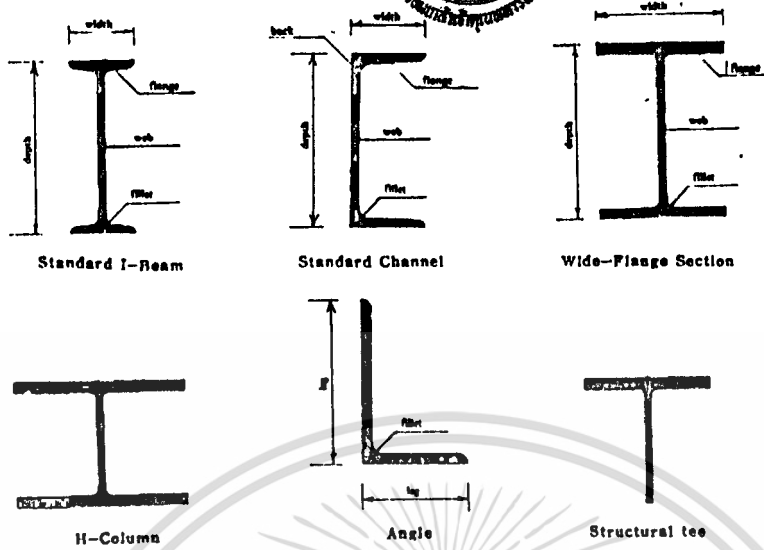 width
depth
flange
web
fillet
Standard I-Beam
back
width
depth
flange
web
fillet
Standard Channel
width
depth
flange
web
fillet
Wide-Flange Section
H-Column
leg
fillet
leg
Angle
Structural tee